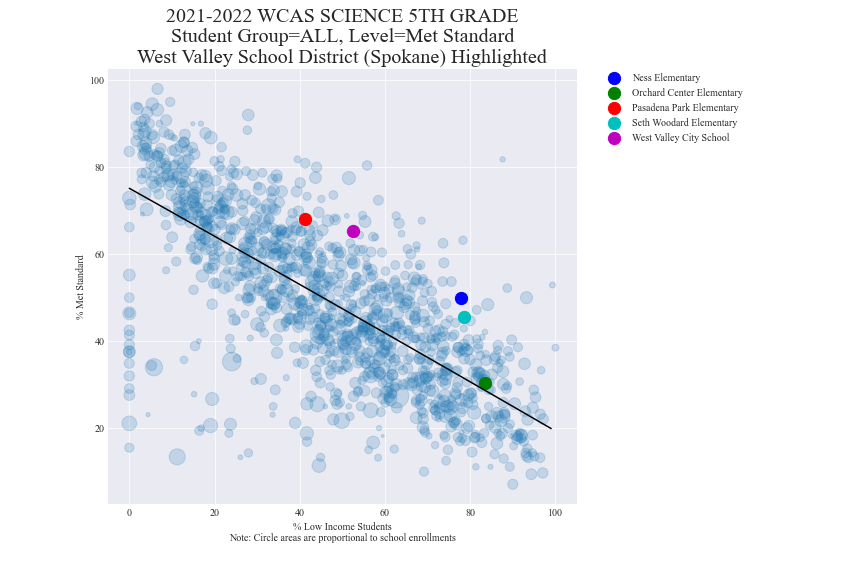 2021-2022 WCAS SCIENCE 5TH GRADE
Student Group=ALL, Level=Met Standard
West Valley School District (Spokane) Highlighted
Ness Elementary
Orchard Center Elementary
Pasadena Park Elementary
Seth Woodard Elementary
West Valley City School
% Met Standard
100
80
60
40
20
0 20 40 60 80 100
% Low Income Students
Note: Circle areas are proportional to school enrollments